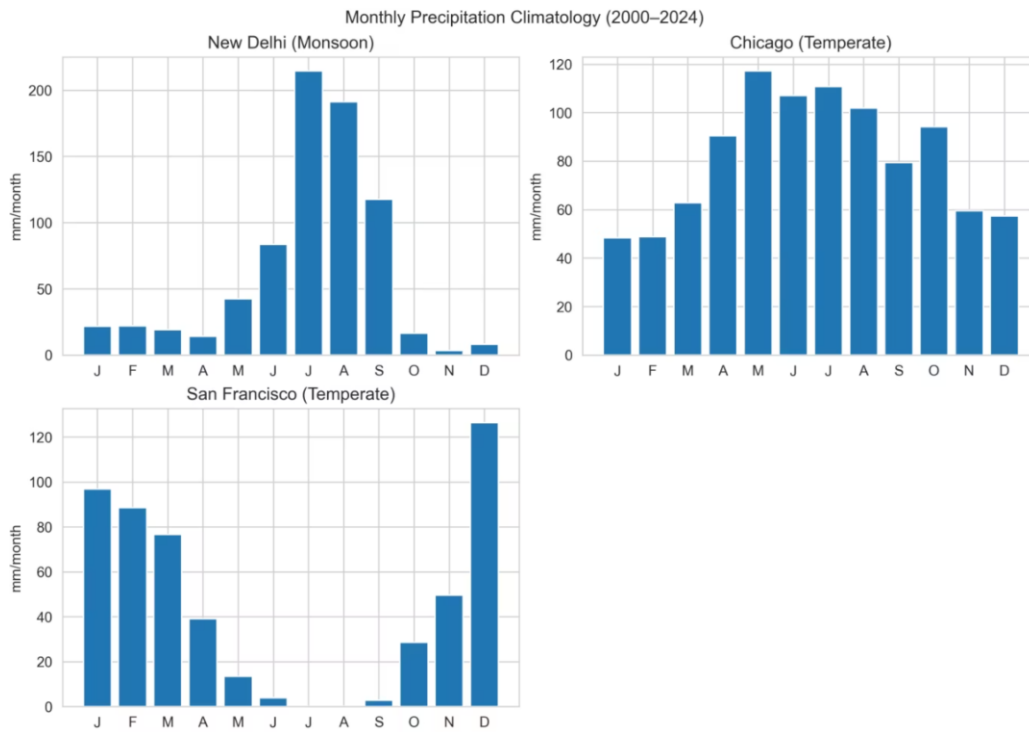 Monthly Precipitation Climatology (2000–2024)
New Delhi (Monsoon)
mm/month
200
150
100
50
0
J F M A M J J A S O N D
Chicago (Temperate)
mm/month
120
100
80
60
40
20
0
J F M A M J J A S O N D
San Francisco (Temperate)
mm/month
120
100
80
60
40
20
0
J F M A M J J A S O N D